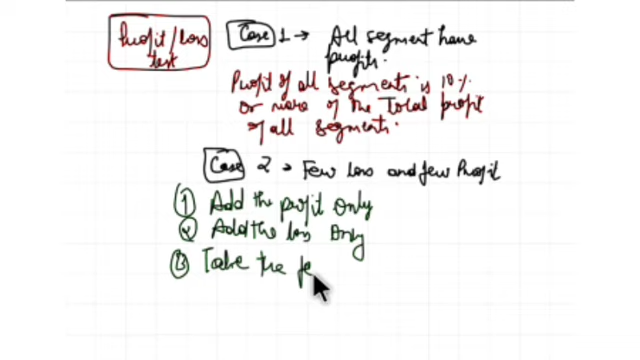 Profit/Loss
test
Case 1 → All segment have
profits.
Profit of all segments is 10%
or more of the Total profit
of all segments.
Case 2 → Few loss and few Profit
① Add the profit Only
② Add the loss Only
③ Take the